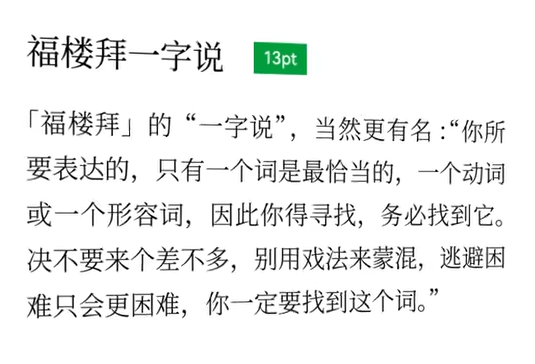 福楼拜一字说 13pt
「福楼拜」的“一字说”，当然更有名：“你所
要表达的，只有一个词是最恰当的，一个动词
或一个形容词，因此你得寻找，务必找到它。
决不要来个差不多，别用戏法来蒙混，逃避困
难只会更困难，你一定要找到这个词。”